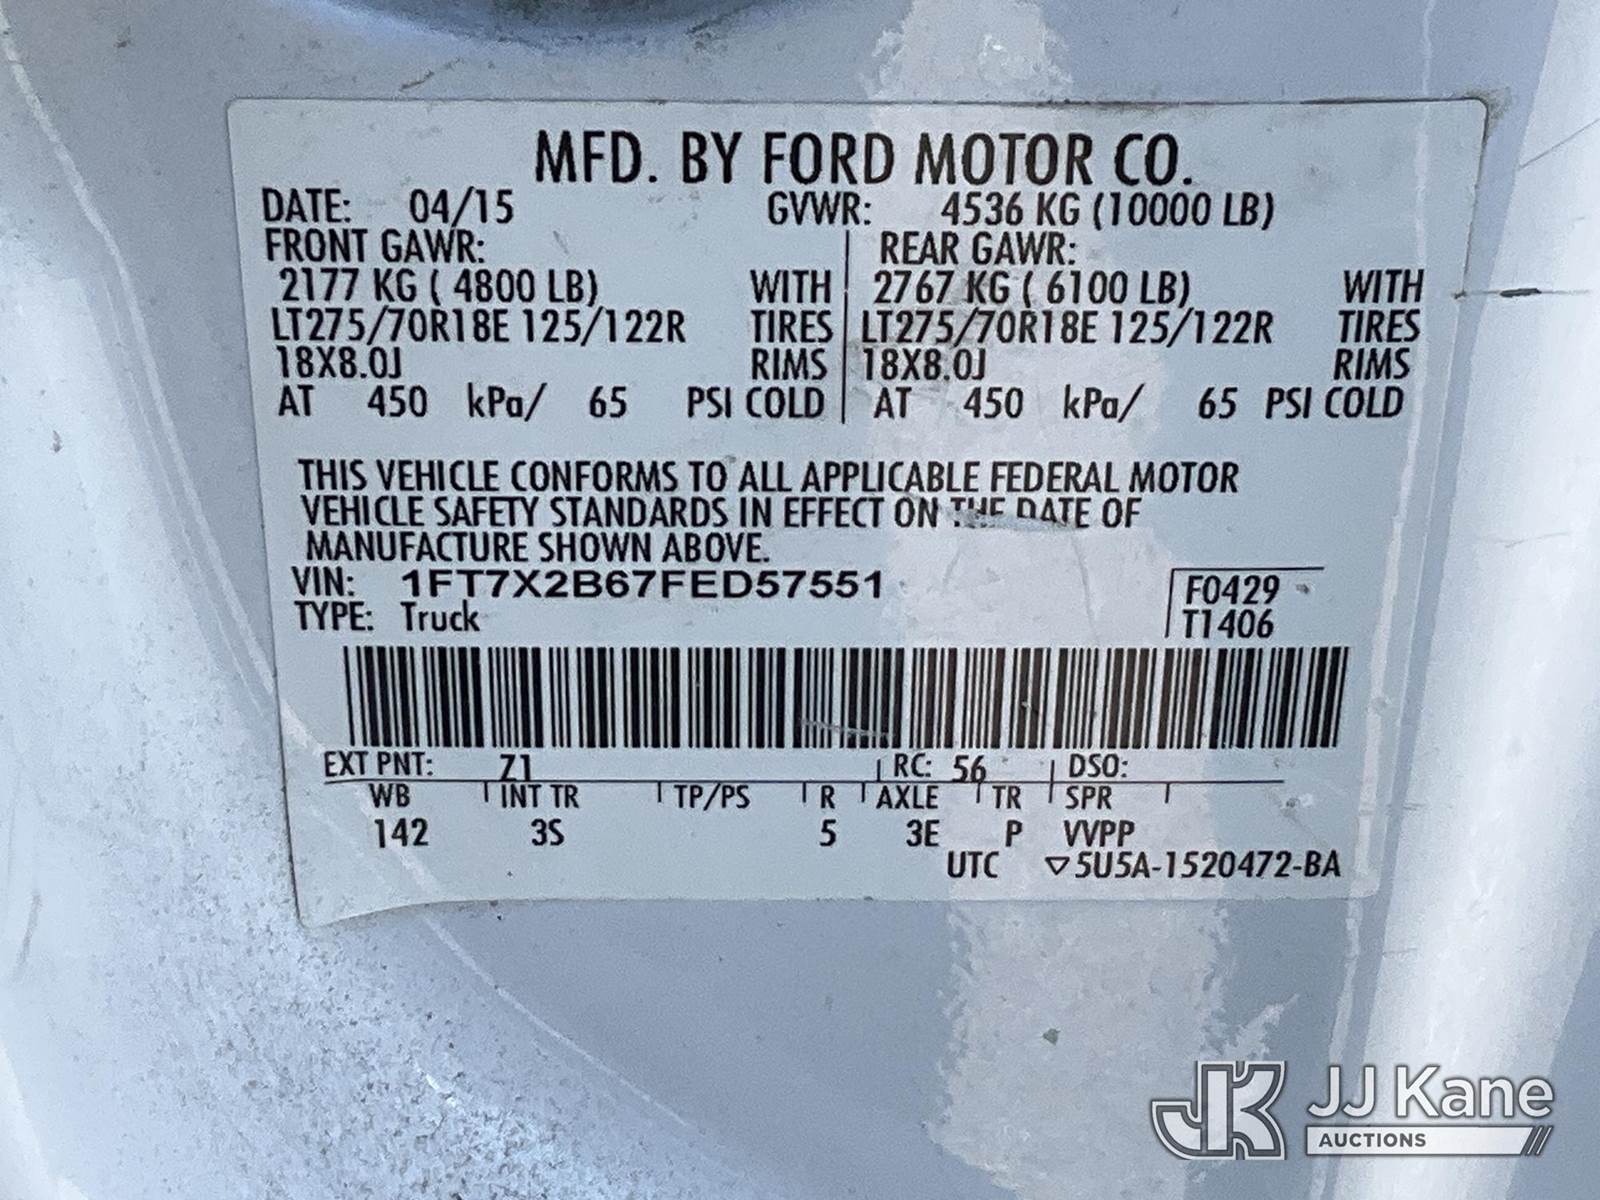 MFD. BY FORD MOTOR CO.
DATE: 04/15 GVWR: 4536 KG (10000 LB)
FRONT GAWR: REAR GAWR:
2177 KG ( 4800 LB) WITH 2767 KG ( 6100 LB) WITH
LT275/70R18E 125/122R TIRES LT275/70R18E 125/122R TIRES
18X8.0J RIMS 18X8.0J RIMS
AT 450 kPa/ 65 PSI COLD AT 450 kPa/ 65 PSI COLD
THIS VEHICLE CONFORMS TO ALL APPLICABLE FEDERAL MOTOR
VEHICLE SAFETY STANDARDS IN EFFECT ON THE DATE OF
MANUFACTURE SHOWN ABOVE.
VIN: 1FT7X2B67FED57551 F0429
TYPE: Truck T1406
EXT PNT: Z1 RC: 56 DSO:
WB INT TR TP/PS R AXLE TR SPR
142 3S 5 3E P VVPP
UTC ▽5U5A-1520472-BA
JK JJ Kane
AUCTIONS